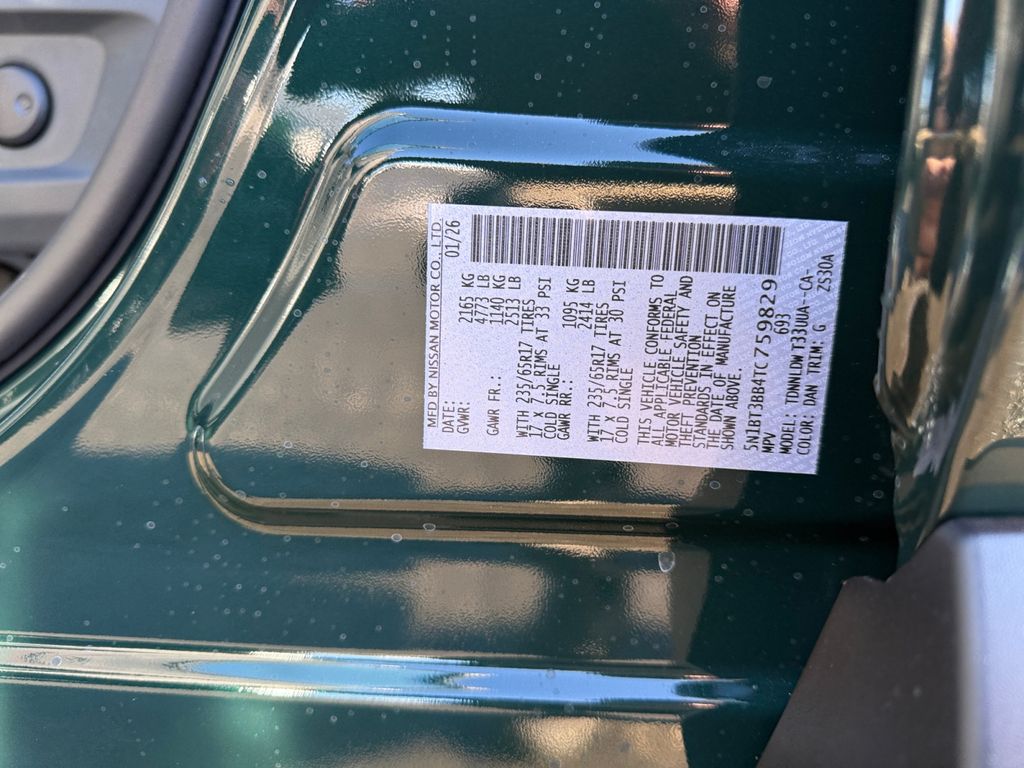 MFD BY NISSAN MOTOR CO., LTD.
DATE: 01/26
GVWR: 2165 KG
4773 LB
GAWR FR.: 1140 KG
2513 LB
WITH 235/65R17 TIRES
17 X 7.5 RIMS AT 33 PSI
COLD SINGLE
GAWR RR.: 1095 KG
2414 LB
WITH 235/65R17 TIRES
17 X 7.5 RIMS AT 30 PSI
COLD SINGLE
THIS VEHICLE CONFORMS TO
ALL APPLICABLE FEDERAL
MOTOR VEHICLE SAFETY AND
THEFT PREVENTION
STANDARDS IN EFFECT ON
THE DATE OF MANUFACTURE
SHOWN ABOVE.
5N1BT3BB4TC759829
MPV 693
MODEL: TDMNLDW T33UUA--CA-
COLOR: DAN TRIM: G ZS30A